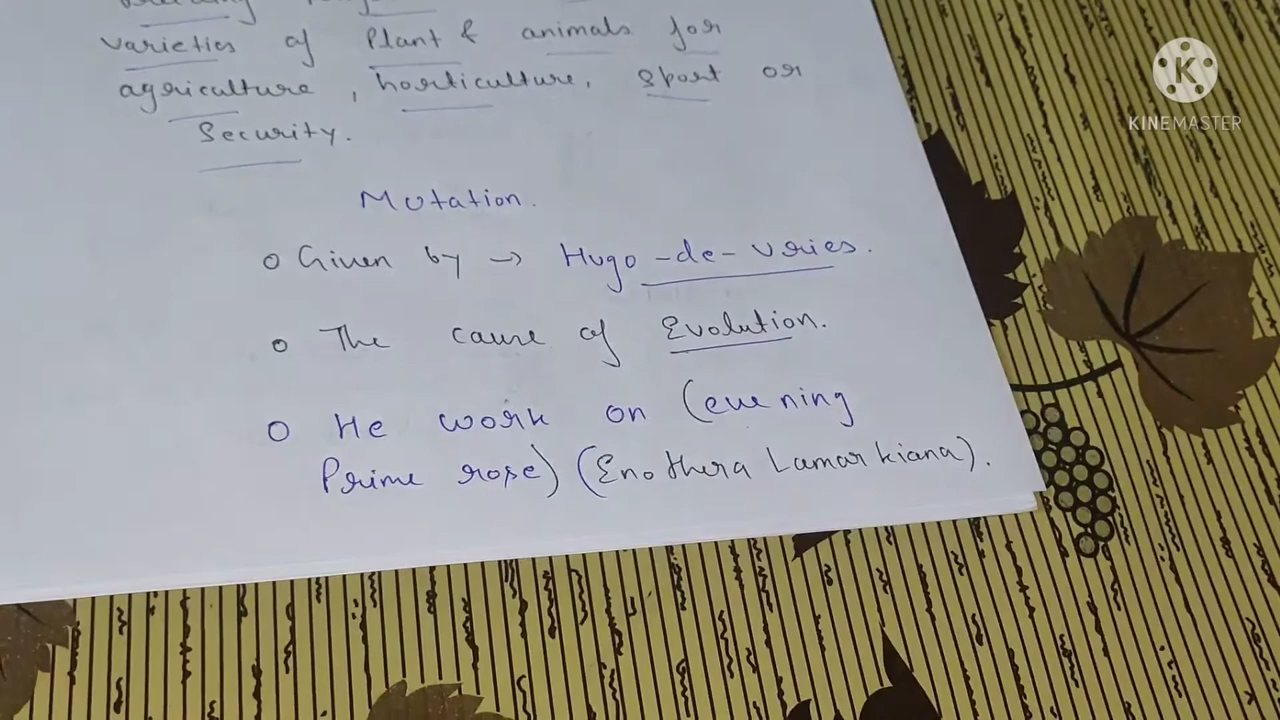 varieties of Plant & animals for
agriculture, horticulture, sport or
Security.
Mutation.
o Given by → Hugo-de-vries.
o The cause of Evolution.
o He work on (evening
Prime rose) (Enothera Lamarkiana).
K
KINEMASTER